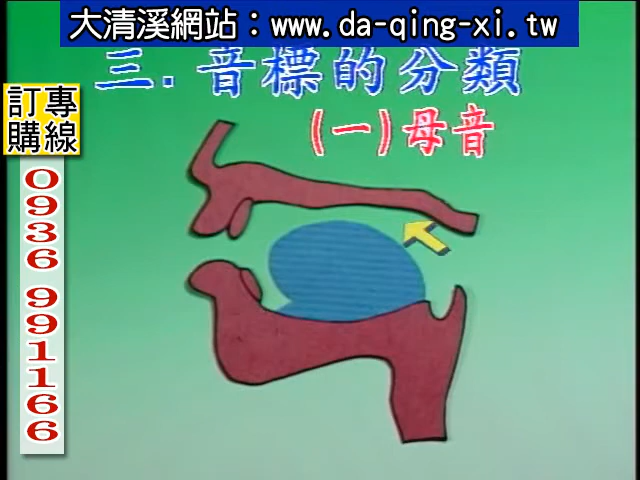 大清溪網站：www.da-qing-xi.tw
三.音標的分類
(一)母音
訂專
購線
0936 991166